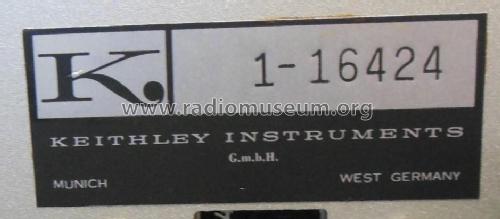 K. 1-16424
www.radiomuseum.org
KEITHLEY INSTRUMENTS
G.m.b.H.
MUNICH WEST GERMANY